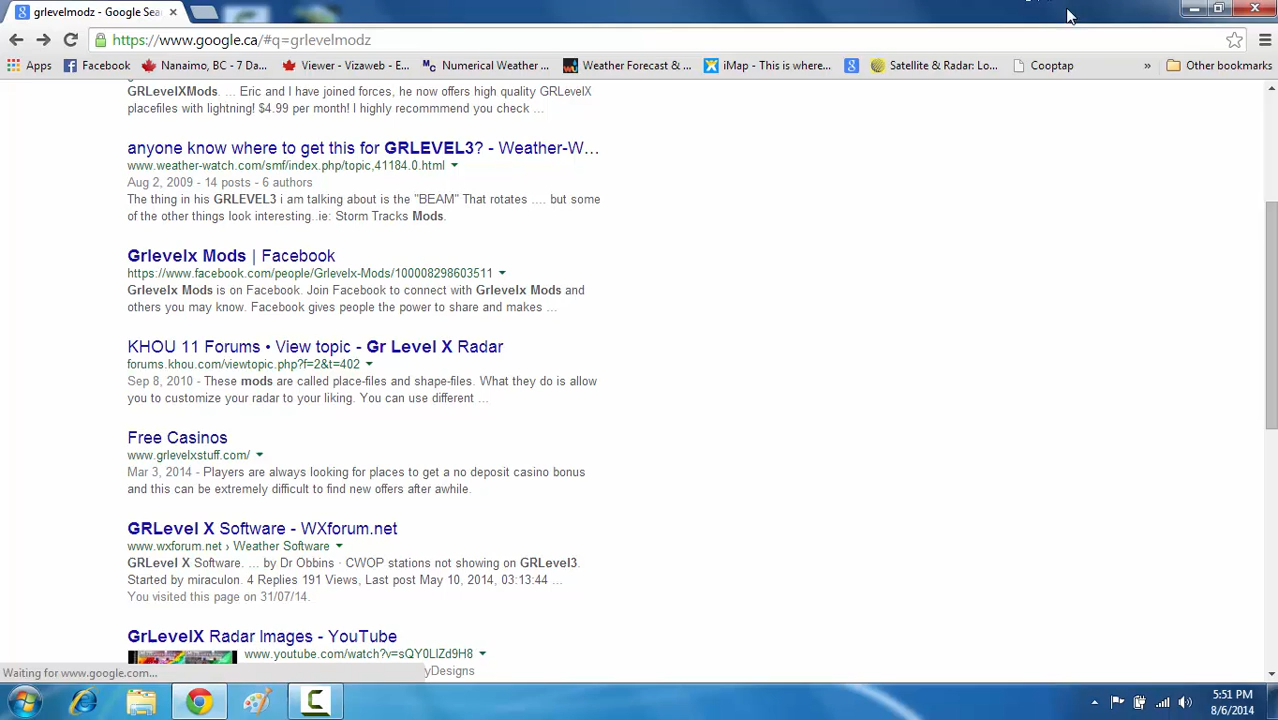 grlevelmodz - Google Sea
https://www.google.ca/#q=grlevelmodz
Apps Facebook Nanaimo, BC - 7 Da... Viewer - Vizaweb - E... Numerical Weather ... Weather Forecast & ... iMap - This is where... Satellite & Radar: Lo... Cooptap » Other bookmarks
GRLevelXMods. ... Eric and I have joined forces, he now offers high quality GRLevelX
placefiles with lightning! $4.99 per month! I highly recommmend you check ...
anyone know where to get this for GRLEVEL3? - Weather-W...
www.weather-watch.com/smf/index.php/topic,41184.0.html
Aug 2, 2009 - 14 posts - 6 authors
The thing in his GRLEVEL3 i am talking about is the "BEAM" That rotates .... but some
of the other things look interesting..ie: Storm Tracks Mods.
Grlevelx Mods | Facebook
https://www.facebook.com/people/Grlevelx-Mods/100008298603511
Grlevelx Mods is on Facebook. Join Facebook to connect with Grlevelx Mods and
others you may know. Facebook gives people the power to share and makes ...
KHOU 11 Forums • View topic - Gr Level X Radar
forums.khou.com/viewtopic.php?f=2&t=402
Sep 8, 2010 - These mods are called place-files and shape-files. What they do is allow
you to customize your radar to your liking. You can use different ...
Free Casinos
www.grlevelxstuff.com/
Mar 3, 2014 - Players are always looking for places to get a no deposit casino bonus
and this can be extremely difficult to find new offers after awhile.
GRLevel X Software - WXforum.net
www.wxforum.net › Weather Software
GRLevel X Software. ... by Dr Obbins · CWOP stations not showing on GRLevel3.
Started by miraculon. 4 Replies 191 Views, Last post May 10, 2014, 03:13:44 ...
You visited this page on 31/07/14.
GrLevelX Radar Images - YouTube
www.youtube.com/watch?v=sQY0LlZd9H8
yDesigns
Waiting for www.google.com...
5:51 PM
8/6/2014